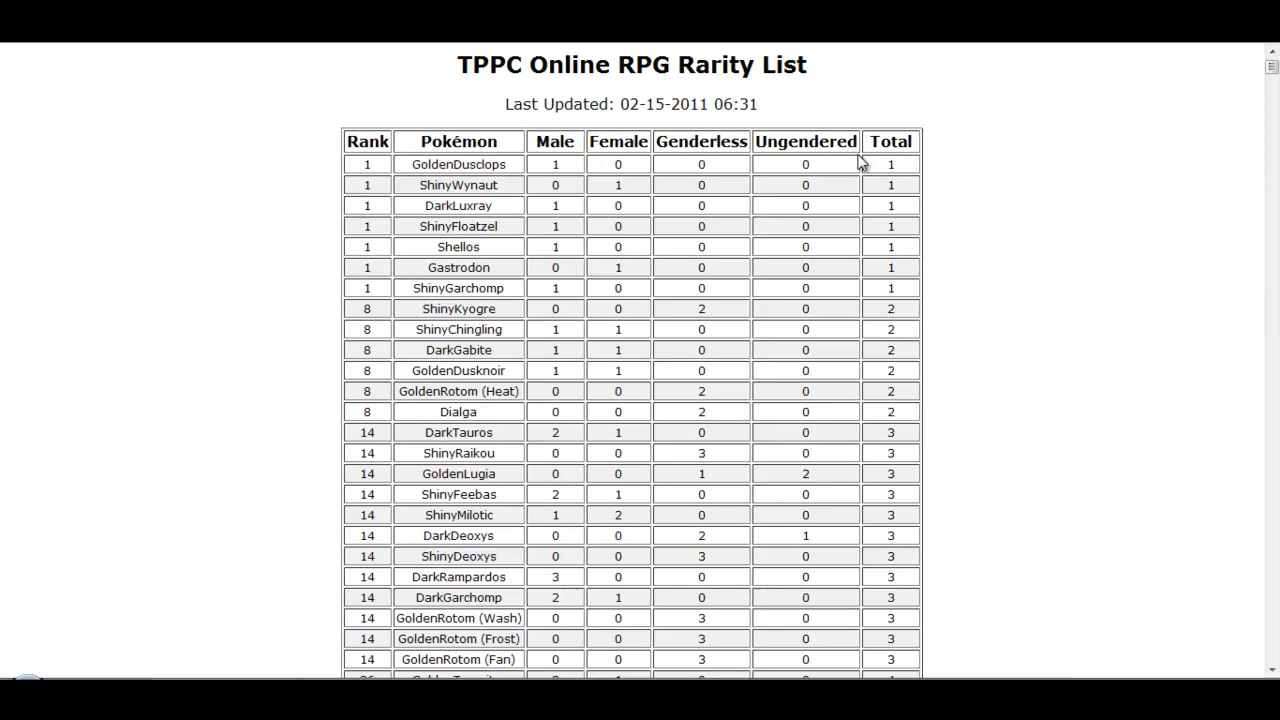 TPPC Online RPG Rarity List
Last Updated: 02-15-2011 06:31
Rank Pokémon Male Female Genderless Ungendered Total
1 GoldenDusclops 1 0 0 0 1
1 ShinyWynaut 0 1 0 0 1
1 DarkLuxray 1 0 0 0 1
1 ShinyFloatzel 1 0 0 0 1
1 Shellos 1 0 0 0 1
1 Gastrodon 0 1 0 0 1
1 ShinyGarchomp 1 0 0 0 1
8 ShinyKyogre 0 0 2 0 2
8 ShinyChingling 1 1 0 0 2
8 DarkGabite 1 1 0 0 2
8 GoldenDusknoir 1 1 0 0 2
8 GoldenRotom (Heat) 0 0 2 0 2
8 Dialga 0 0 2 0 2
14 DarkTauros 2 1 0 0 3
14 ShinyRaikou 0 0 3 0 3
14 GoldenLugia 0 0 1 2 3
14 ShinyFeebas 2 1 0 0 3
14 ShinyMilotic 1 2 0 0 3
14 DarkDeoxys 0 0 2 1 3
14 ShinyDeoxys 0 0 3 0 3
14 DarkRampardos 3 0 0 0 3
14 DarkGarchomp 2 1 0 0 3
14 GoldenRotom (Wash) 0 0 3 0 3
14 GoldenRotom (Frost) 0 0 3 0 3
14 GoldenRotom (Fan) 0 0 3 0 3